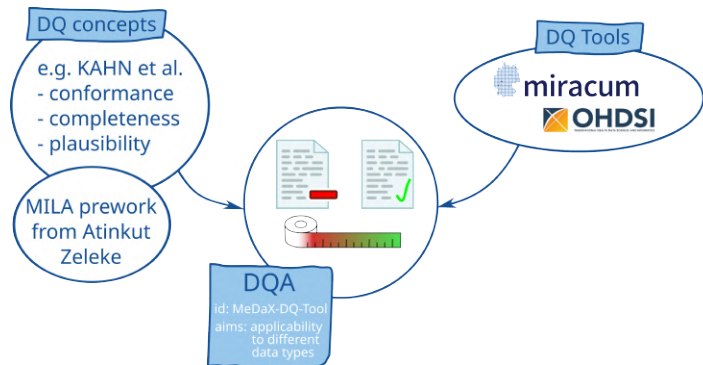 DQ concepts
e.g. KAHN et al.
- conformance
- completeness
- plausibility
MILA prework
from Atinkut
Zeleke
DQ Tools
miracum
OHDSI
DQA
id: MeDaX-DQ-Tool
aims: applicability
to different
data types